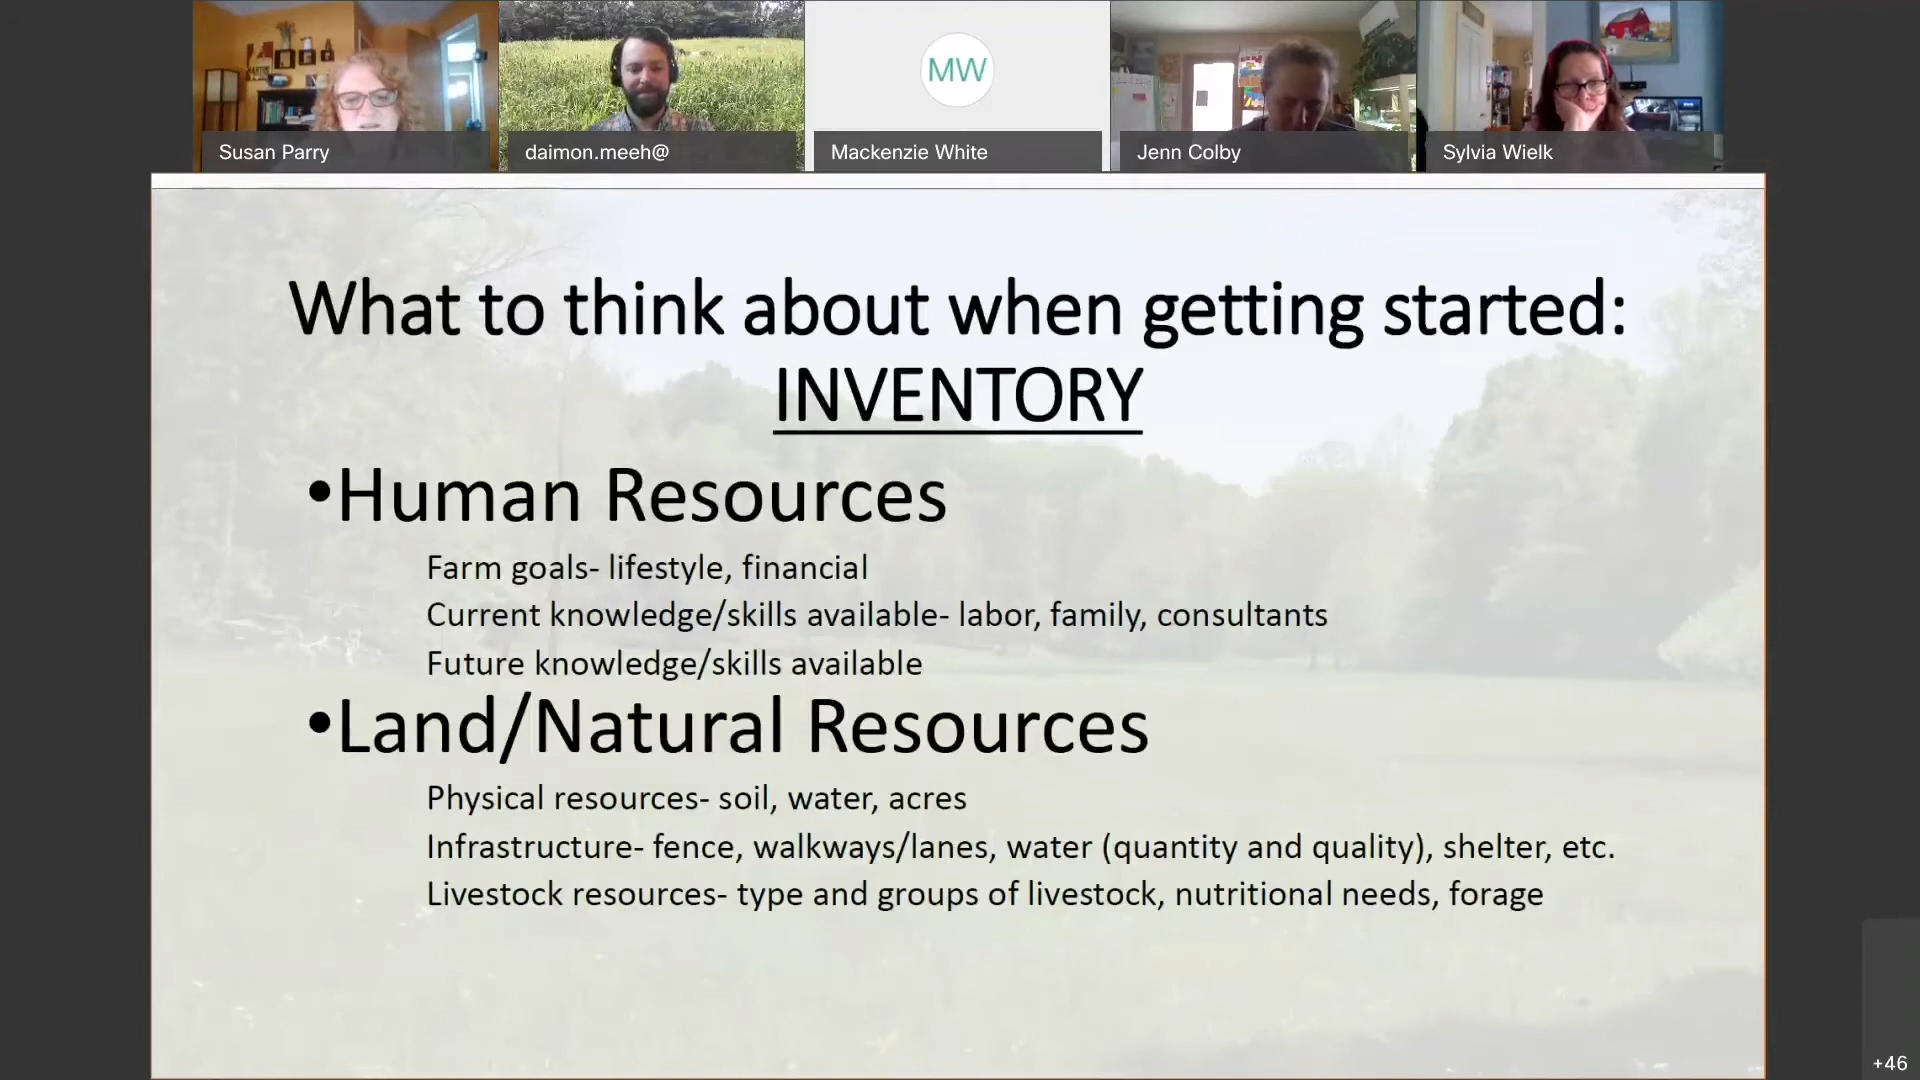 MW
Susan Parry
daimon.meeh@
Mackenzie White
Jenn Colby
Sylvia Wielk
What to think about when getting started:
INVENTORY
•Human Resources
Farm goals- lifestyle, financial
Current knowledge/skills available- labor, family, consultants
Future knowledge/skills available
•Land/Natural Resources
Physical resources- soil, water, acres
Infrastructure- fence, walkways/lanes, water (quantity and quality), shelter, etc.
Livestock resources- type and groups of livestock, nutritional needs, forage
+46